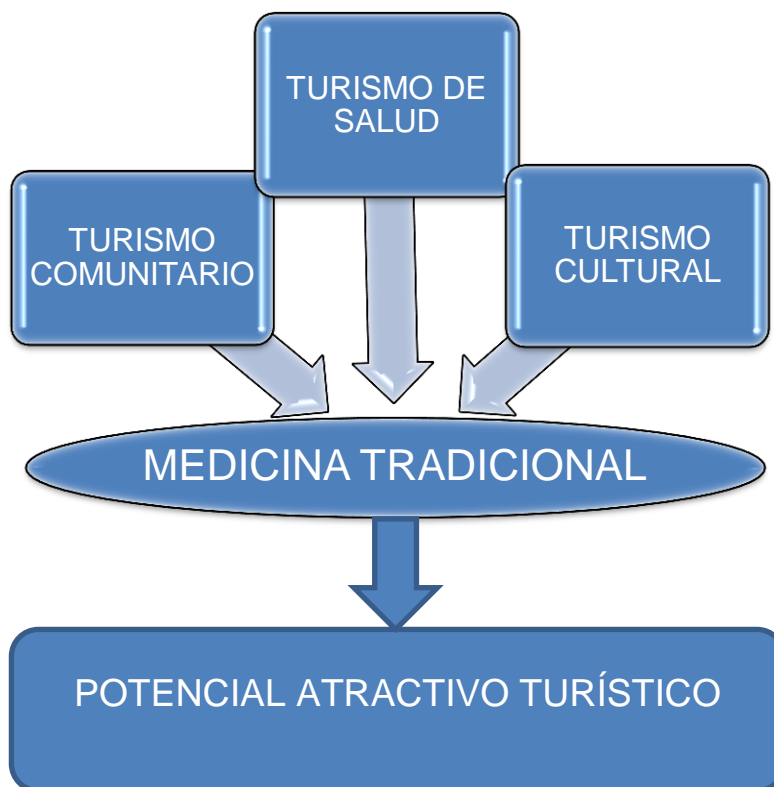 TURISMO DE
SALUD
TURISMO
COMUNITARIO
TURISMO
CULTURAL
MEDICINA TRADICIONAL
POTENCIAL ATRACTIVO TURÍSTICO